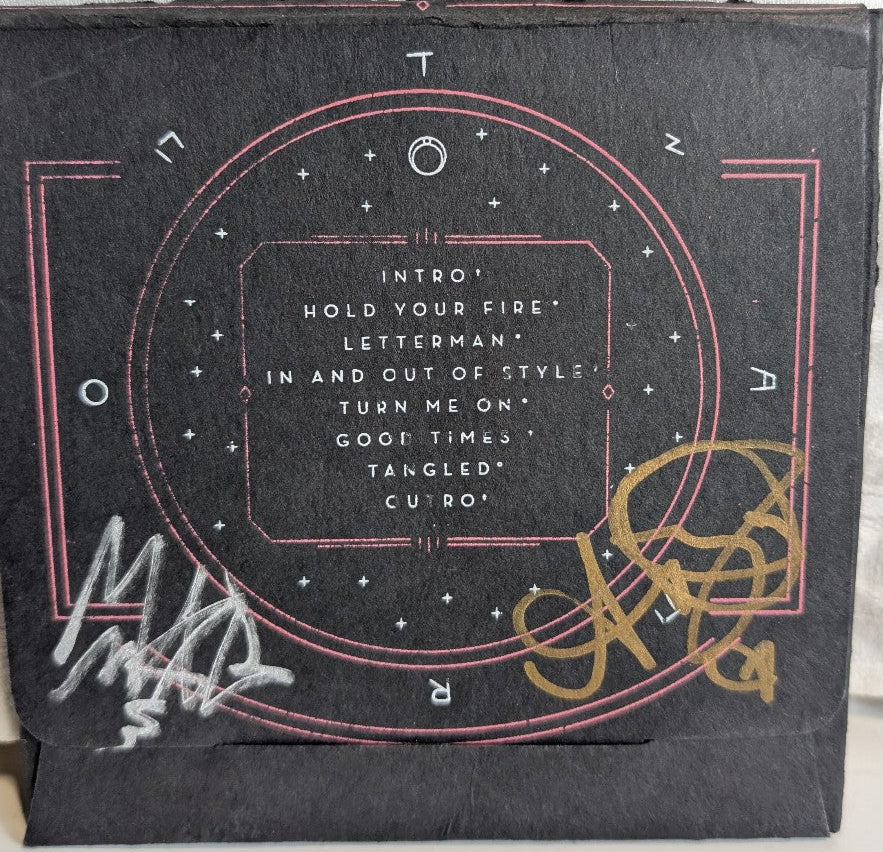 T
N
A
O
R
INTRO
HOLD YOUR FIRE
LETTERMAN
IN AND OUT OF STYLE
TURN ME ON
GOOD TIMES
TANGLED
OUTRO